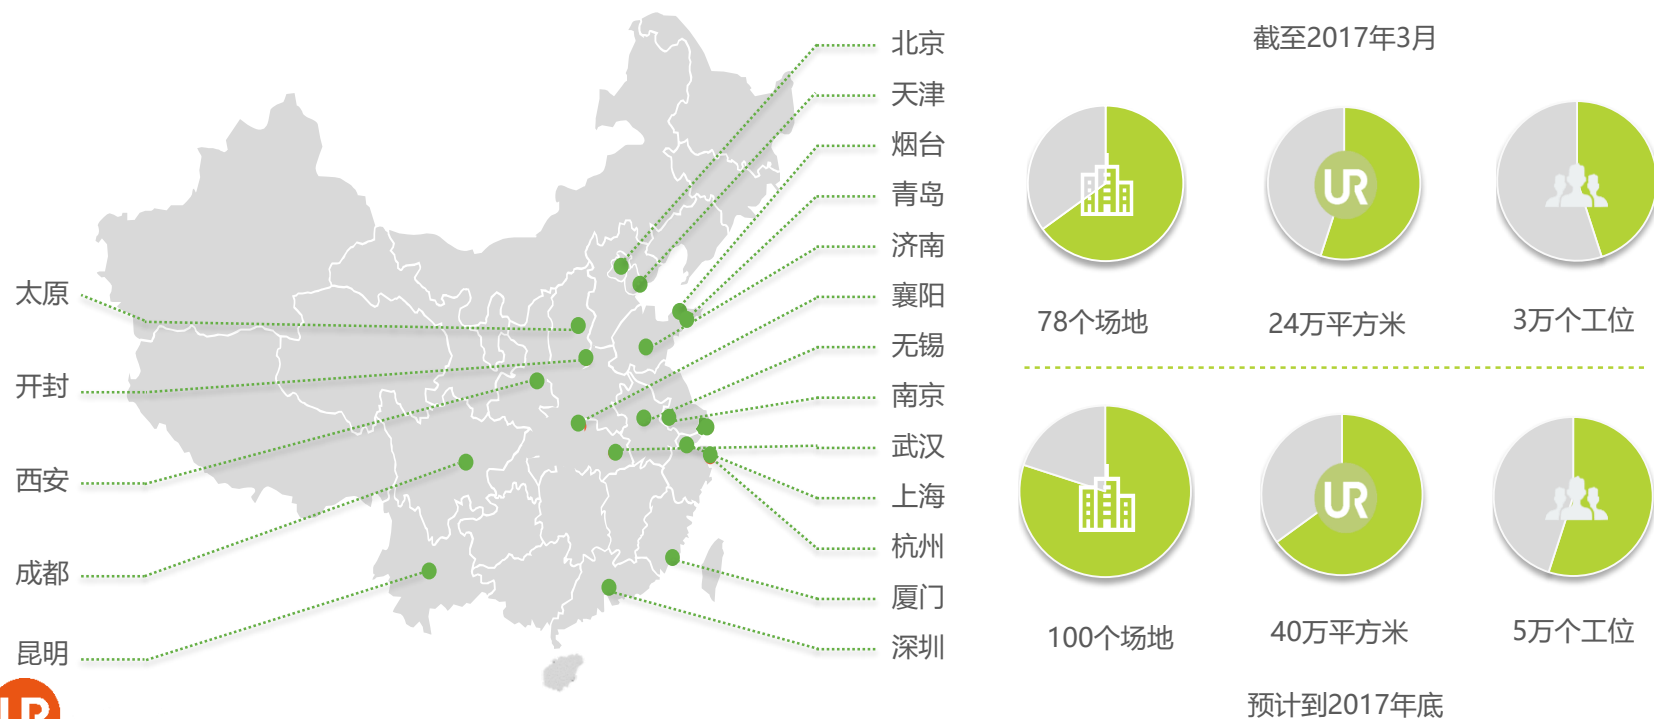 北京
天津
烟台
青岛
济南
襄阳
无锡
南京
武汉
上海
杭州
厦门
深圳
太原
开封
西安
成都
昆明
截至2017年3月
UR
78个场地
24万平方米
3万个工位
UR
100个场地
40万平方米
5万个工位
预计到2017年底
UR